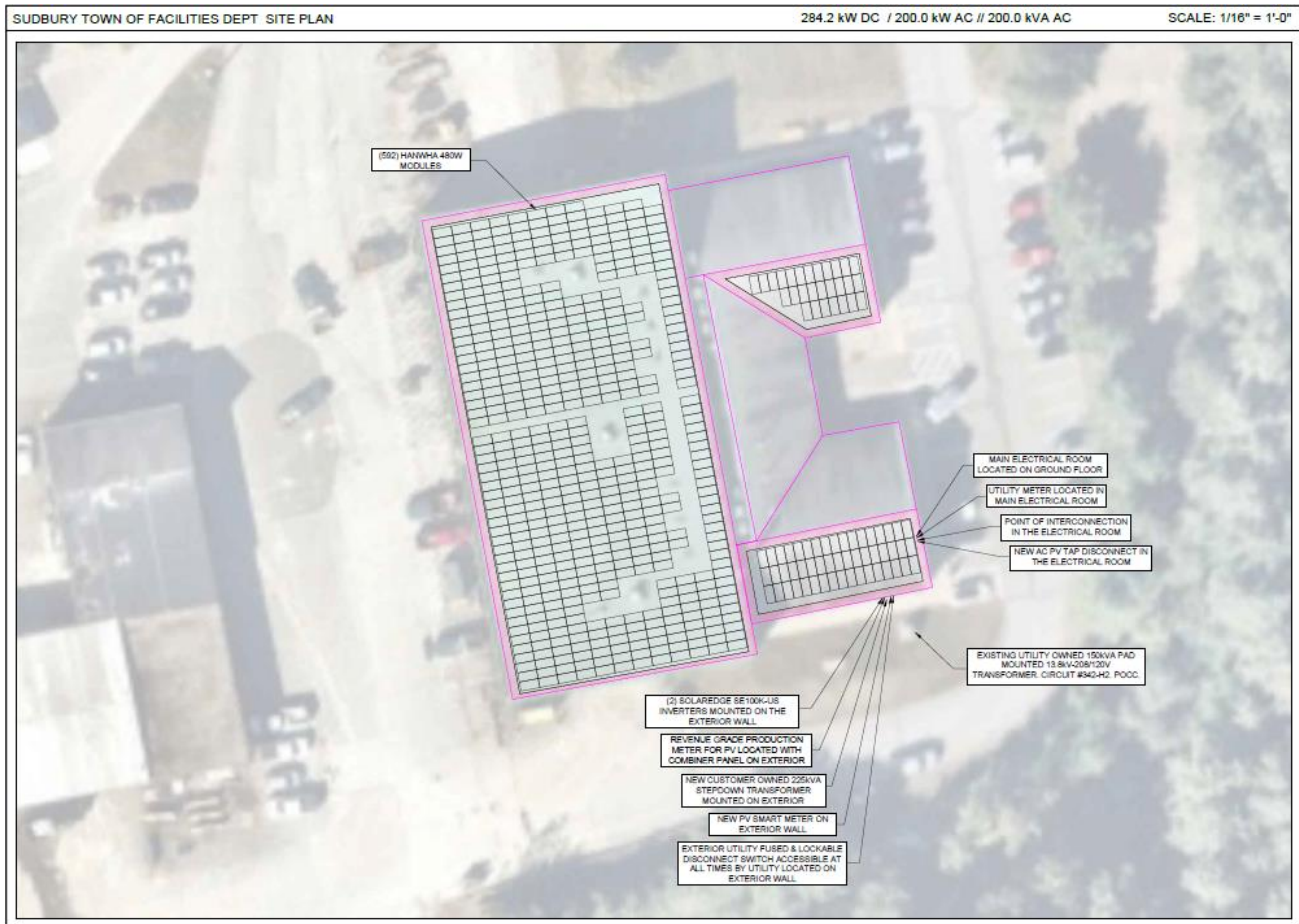 SUDBURY TOWN OF FACILITIES DEPT SITE PLAN
284.2 kW DC / 200.0 kW AC // 200.0 kVA AC
SCALE: 1/16" = 1'-0"
(592) HANWHA 480W
MODULES
MAIN ELECTRICAL ROOM
LOCATED ON GROUND FLOOR
UTILITY METER LOCATED IN
MAIN ELECTRICAL ROOM
POINT OF INTERCONNECTION
IN THE ELECTRICAL ROOM
NEW AC PV TAP DISCONNECT IN
THE ELECTRICAL ROOM
EXISTING UTILITY OWNED 150kVA PAD
MOUNTED 13.8kV-208/120V
TRANSFORMER. CIRCUIT #342-H2. POCC.
(2) SOLAREDGE SE100K-US
INVERTERS MOUNTED ON THE
EXTERIOR WALL
REVENUE GRADE PRODUCTION
METER FOR PV LOCATED WITH
COMBINER PANEL ON EXTERIOR
NEW CUSTOMER OWNED 225kVA
STEPDOWN TRANSFORMER
MOUNTED ON EXTERIOR
NEW PV SMART METER ON
EXTERIOR WALL
EXTERIOR UTILITY FUSED & LOCKABLE
DISCONNECT SWITCH ACCESSIBLE AT
ALL TIMES BY UTILITY LOCATED ON
EXTERIOR WALL